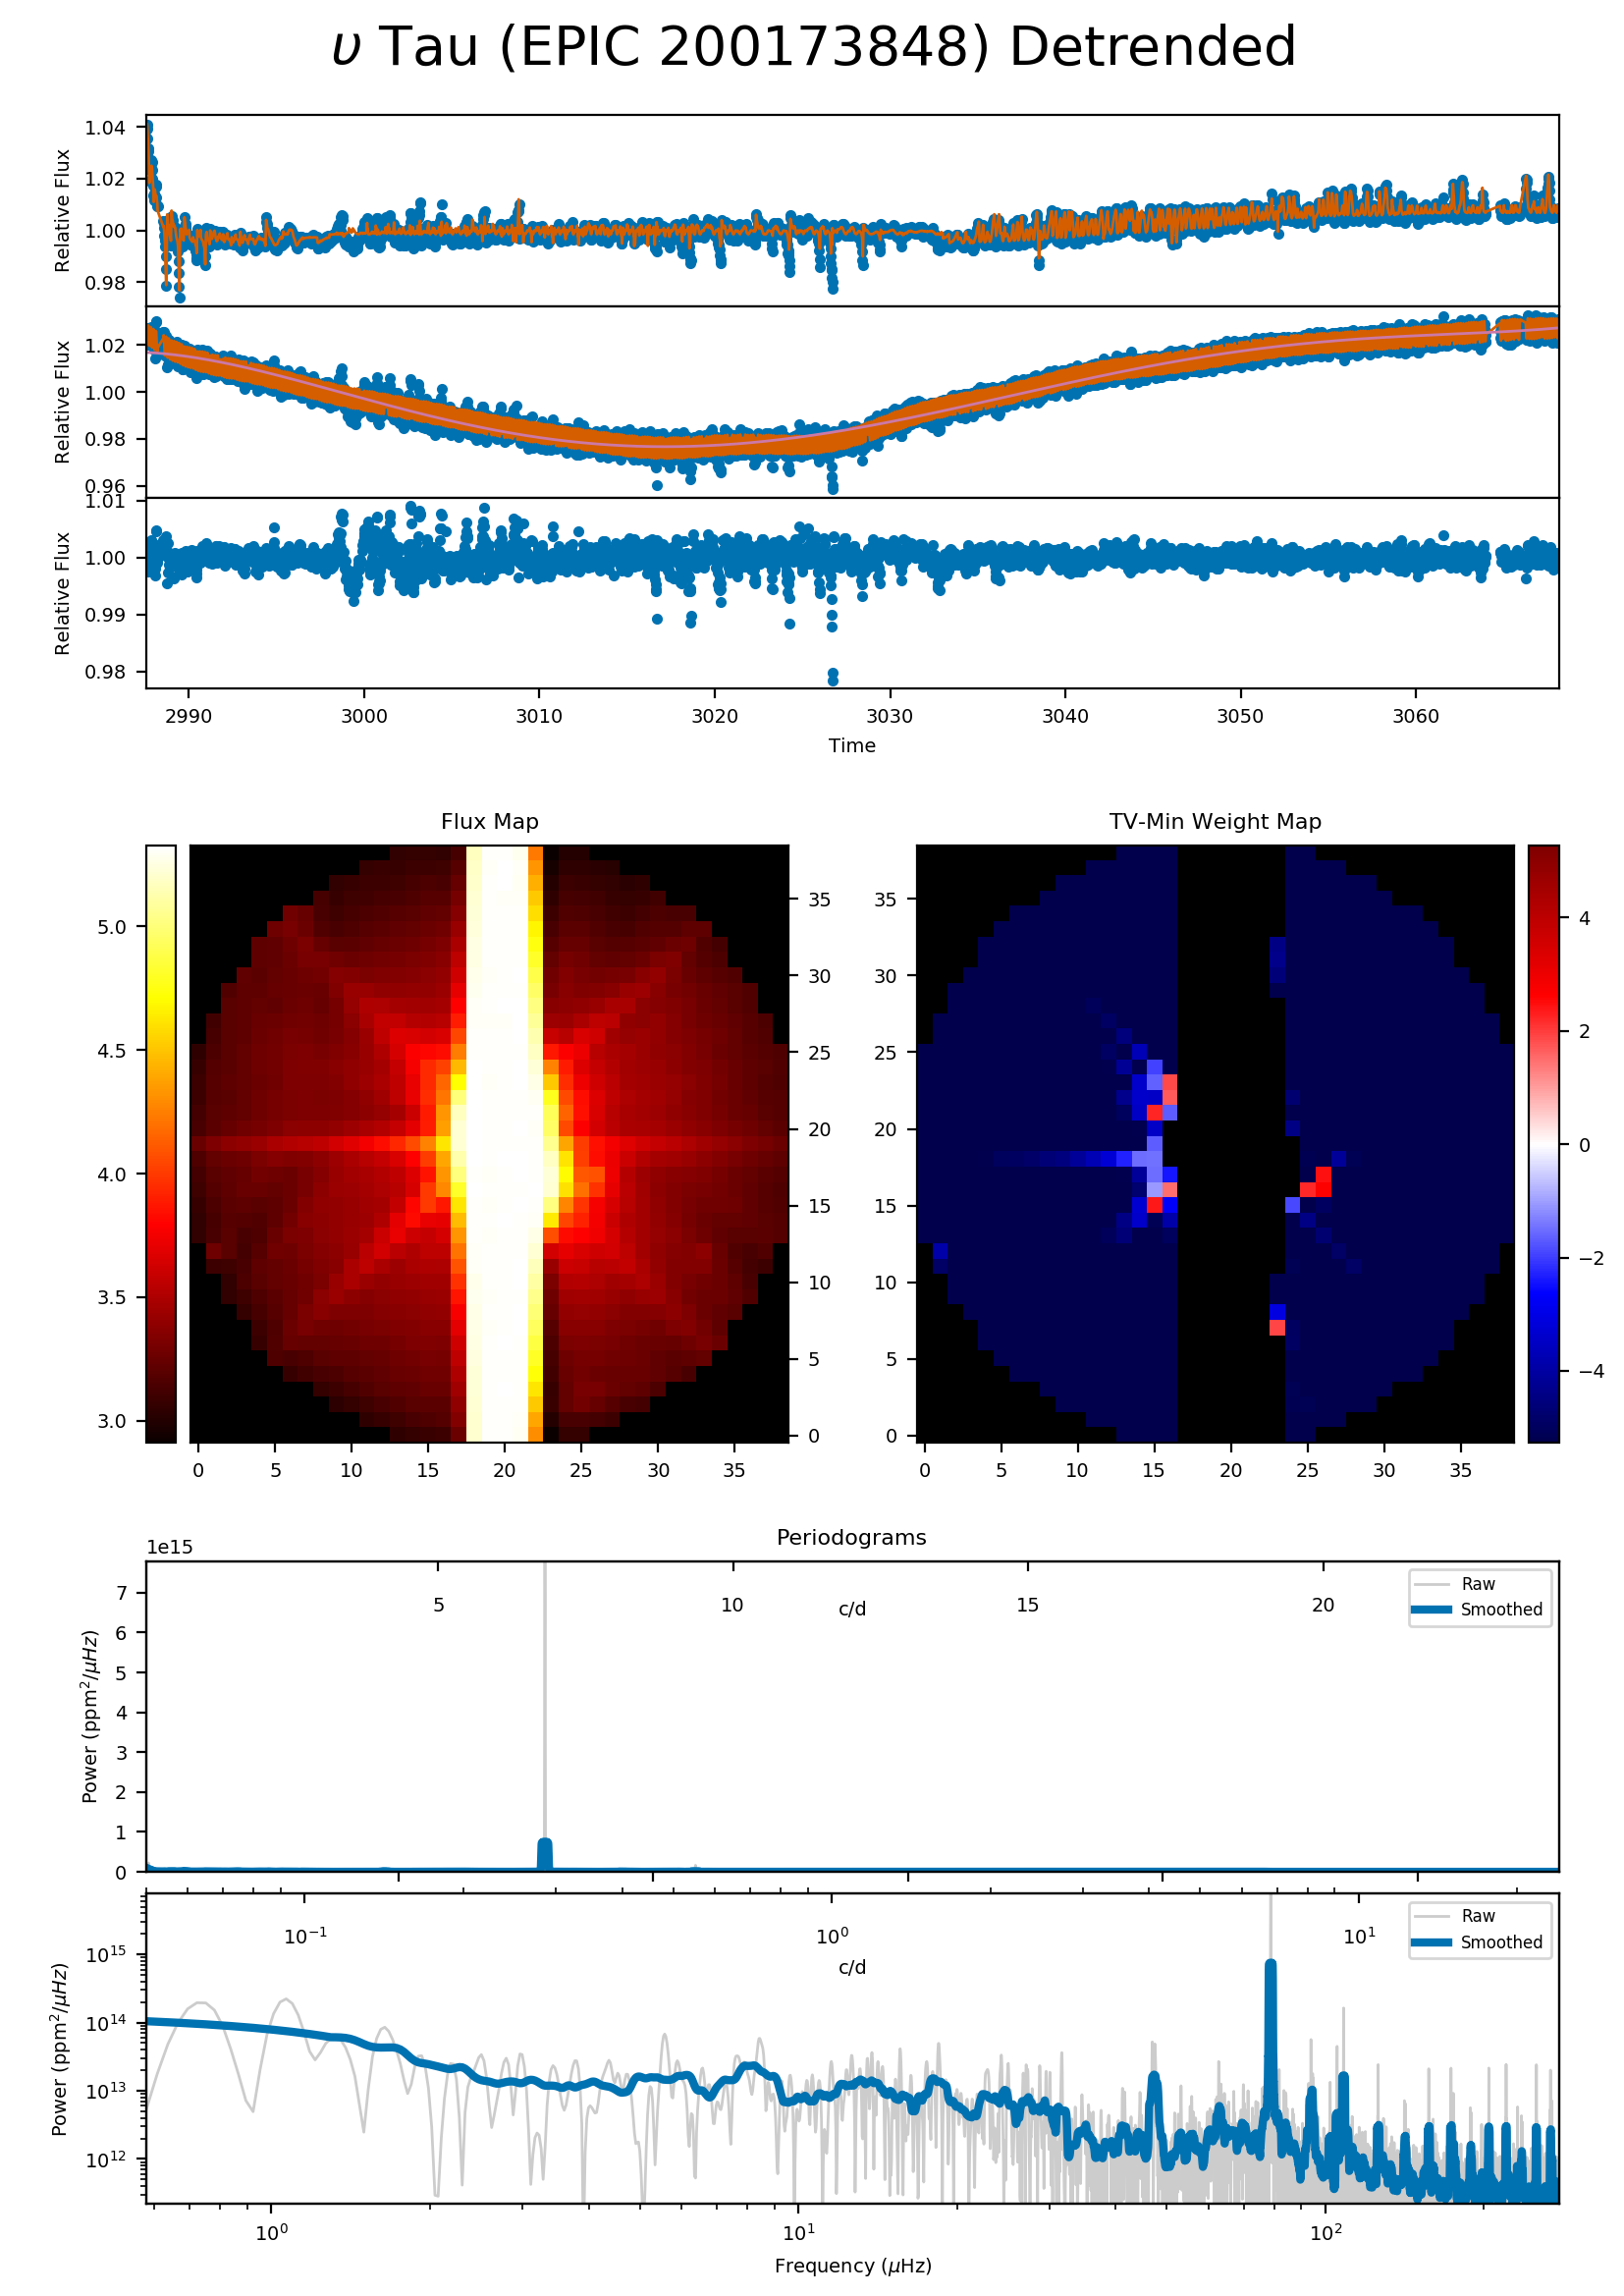 υ Tau (EPIC 200173848) Detrended
1.04
1.02
1.00
0.98
Relative Flux
1.02
1.00
0.98
0.96
Relative Flux
1.01
1.00
0.99
0.98
Relative Flux
2990 3000 3010 3020 3030 3040 3050 3060
Time
Flux Map
5.0
4.5
4.0
3.5
3.0
35
30
25
20
15
10
5
0
0 5 10 15 20 25 30 35
TV-Min Weight Map
35
30
25
20
15
10
5
0
0 5 10 15 20 25 30 35
4
2
0
−2
−4
Periodograms
1e15
7
6
5
4
3
2
1
0
Power (ppm²/μHz)
5 10 15 20
c/d
Raw
Smoothed
10¹⁵
10¹⁴
10¹³
10¹²
Power (ppm²/μHz)
10⁻¹ 10⁰ 10¹
c/d
Raw
Smoothed
10⁰ 10¹ 10²
Frequency (μHz)